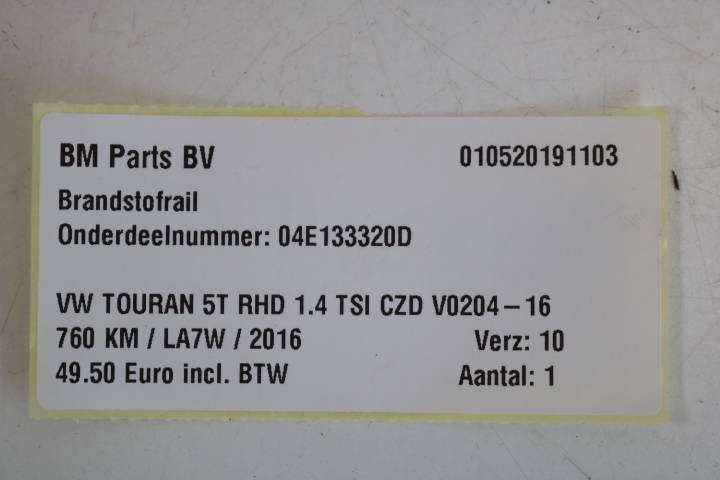 BM Parts BV 010520191103
Brandstofrail
Onderdeelnummer: 04E133320D
VW TOURAN 5T RHD 1.4 TSI CZD V0204-16
760 KM / LA7W / 2016 Verz: 10
49.50 Euro incl. BTW Aantal: 1